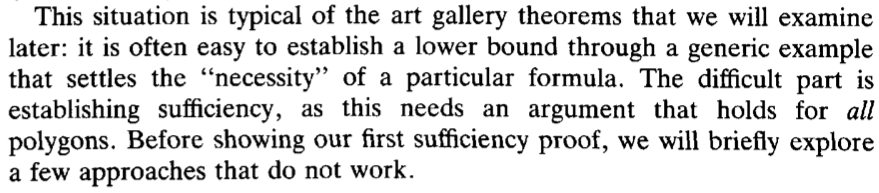 This situation is typical of the art gallery theorems that we will examine
later: it is often easy to establish a lower bound through a generic example
that settles the “necessity” of a particular formula. The difficult part is
establishing sufficiency, as this needs an argument that holds for all
polygons. Before showing our first sufficiency proof, we will briefly explore
a few approaches that do not work.